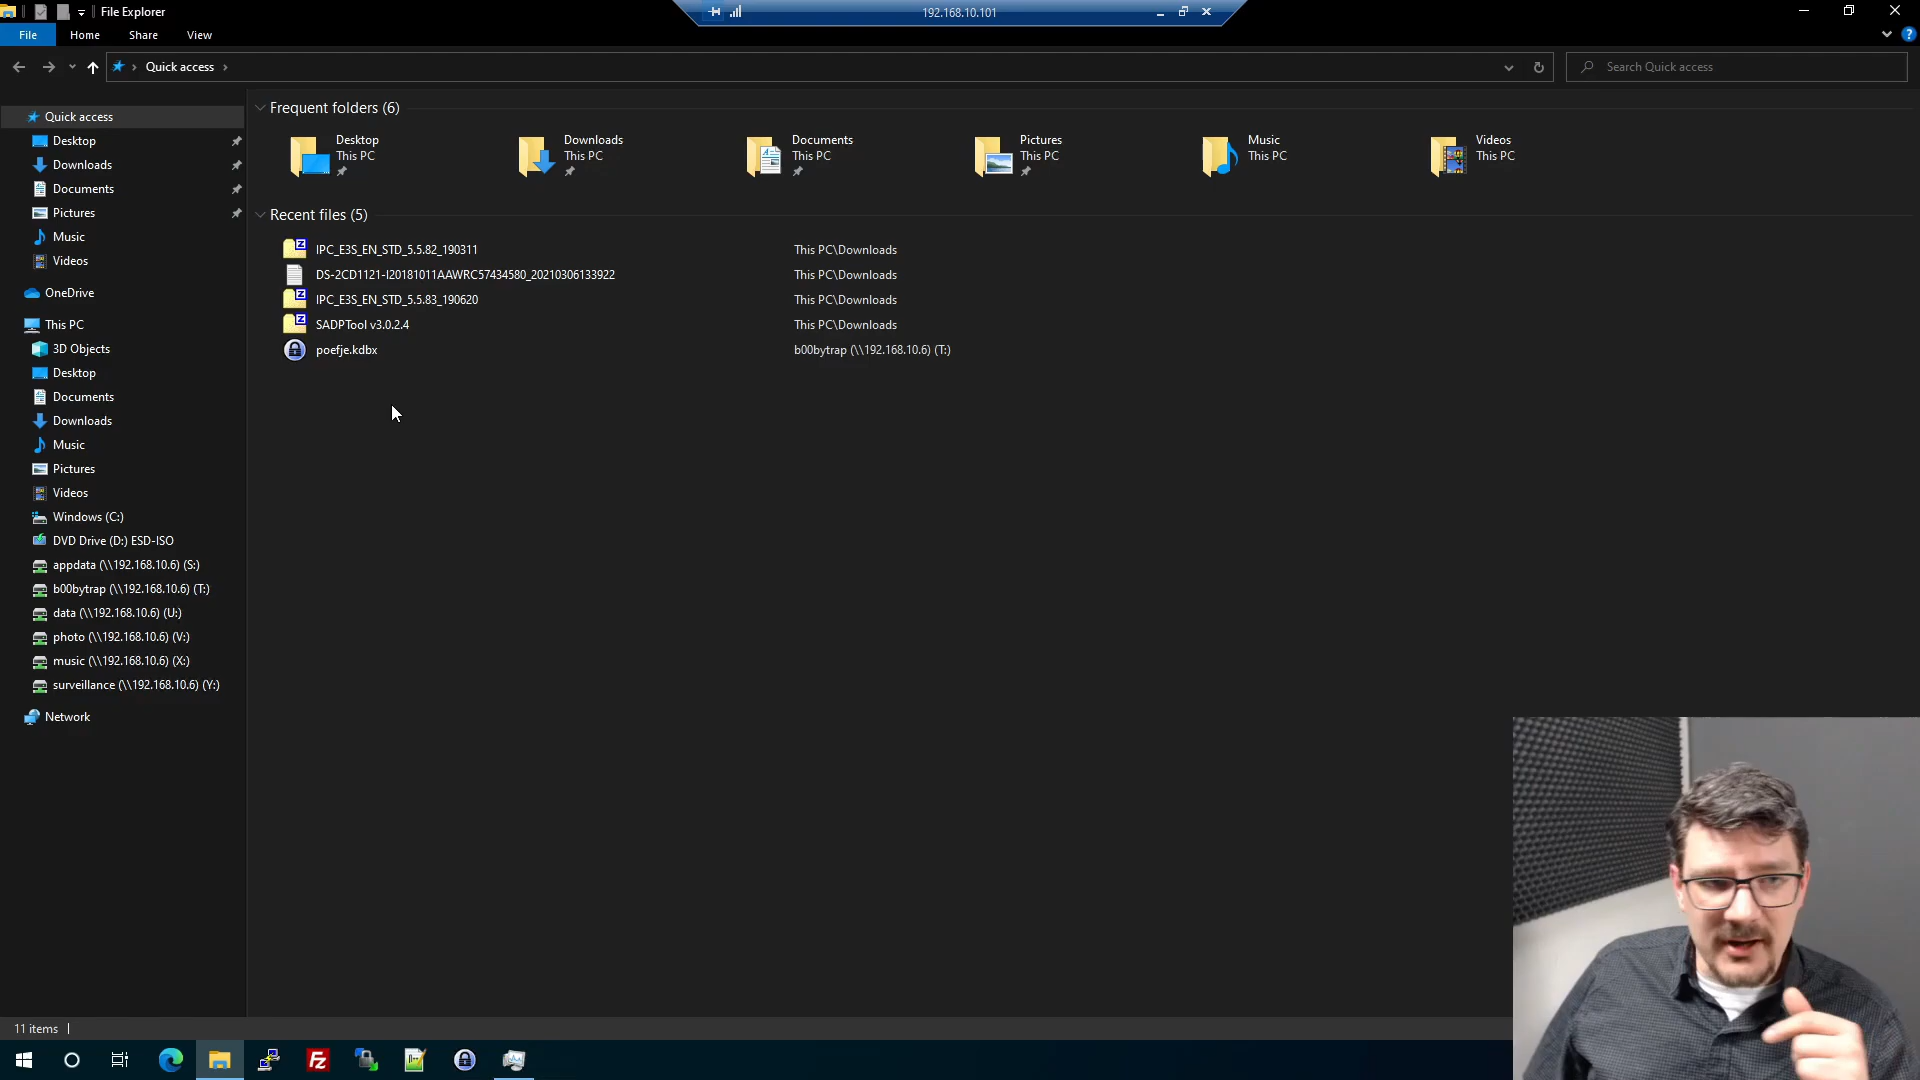 File Explorer
192.168.10.101
File
Home
Share
View
Quick access
Search Quick access
Quick access
Desktop
Downloads
Documents
Pictures
Music
Videos
OneDrive
This PC
3D Objects
Desktop
Documents
Downloads
Music
Pictures
Videos
Windows (C:)
DVD Drive (D:) ESD-ISO
appdata (\\192.168.10.6) (S:)
b00bytrap (\\192.168.10.6) (T:)
data (\\192.168.10.6) (U:)
photo (\\192.168.10.6) (V:)
music (\\192.168.10.6) (X:)
surveillance (\\192.168.10.6) (Y:)
Network
Frequent folders (6)
Desktop
This PC
Downloads
This PC
Documents
This PC
Pictures
This PC
Music
This PC
Videos
This PC
Recent files (5)
IPC_E3S_EN_STD_5.5.82_190311 This PC\Downloads
DS-2CD1121-I20181011AAWRC57434580_20210306133922 This PC\Downloads
IPC_E3S_EN_STD_5.5.83_190620 This PC\Downloads
SADPTool v3.0.2.4 This PC\Downloads
poefje.kdbx b00bytrap (\\192.168.10.6) (T:)
11 items